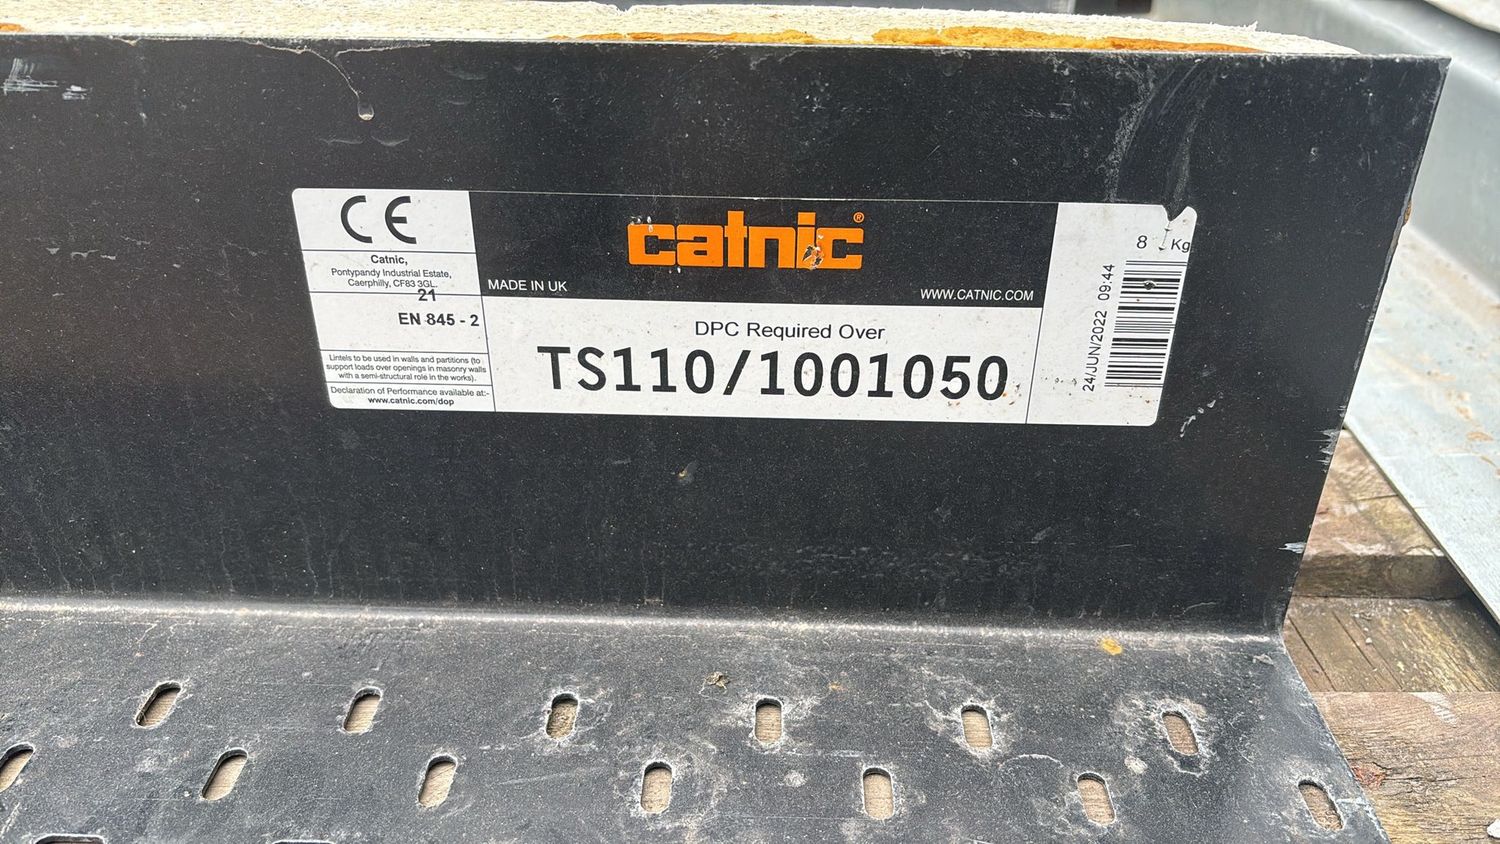 CE
Catnic,
Pontypandy Industrial Estate,
Caerphilly, CF83 3GL.
21
EN 845 - 2
Lintels to be used in walls and partitions (to
support loads over openings in masonry walls
with a semi-structural role in the works).
Declaration of Performance available at:-
www.catnic.com/dop
catnic®
MADE IN UK
WWW.CATNIC.COM
DPC Required Over
TS110/1001050
Kg
24/JUN/2022 09:44